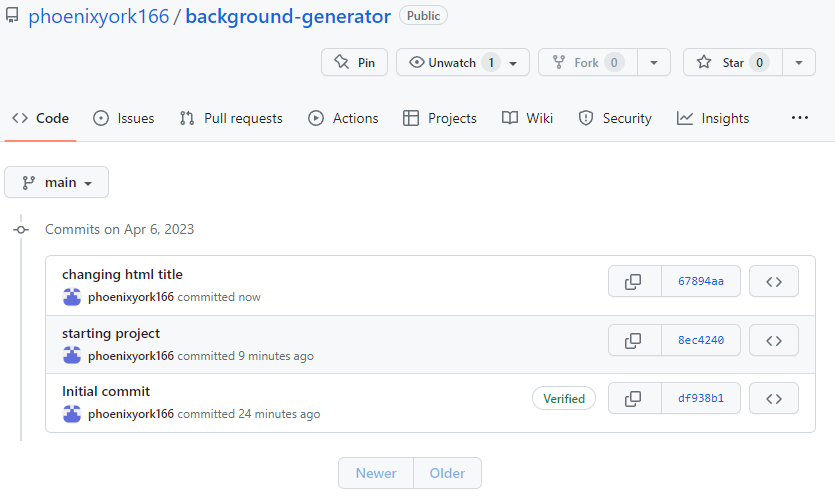 phoenixyork166 / background-generator Public
Pin Unwatch 1 Fork 0 Star 0
Code Issues Pull requests Actions Projects Wiki Security Insights ...
main
Commits on Apr 6, 2023
changing html title
phoenixyork166 committed now
67894aa
starting project
phoenixyork166 committed 9 minutes ago
8ec4240
Initial commit
phoenixyork166 committed 24 minutes ago
Verified df938b1
Newer Older